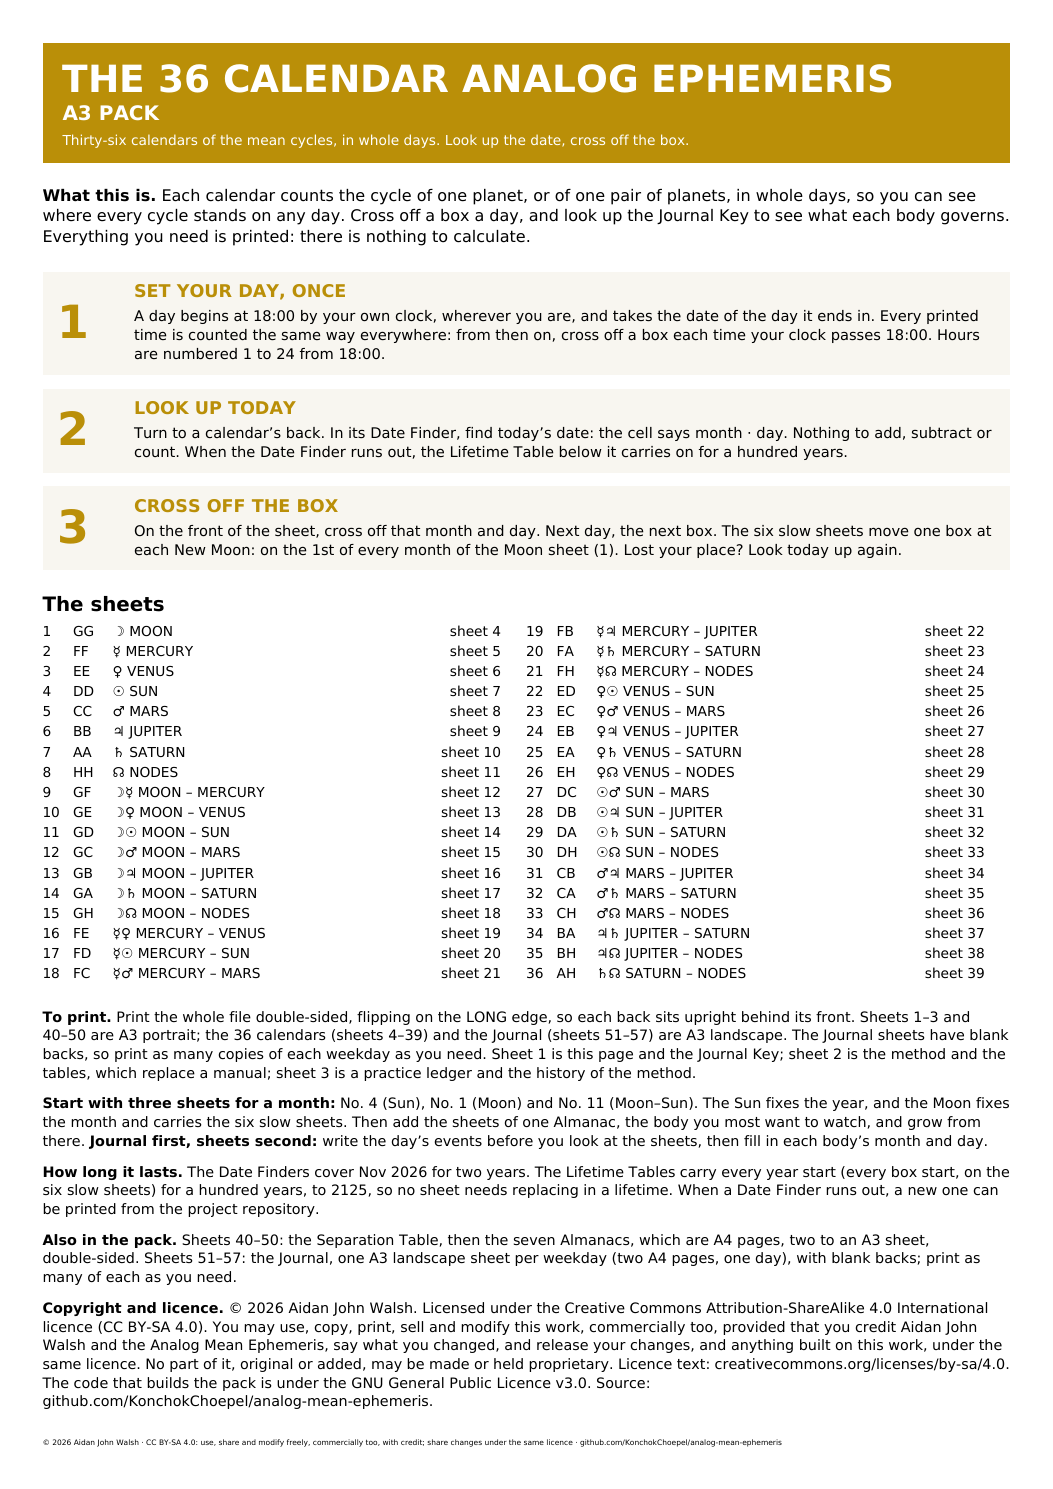 THE 36 CALENDAR ANALOG EPHEMERIS
A3 PACK
Thirty-six calendars of the mean cycles, in whole days. Look up the date, cross off the box.
What this is. Each calendar counts the cycle of one planet, or of one pair of planets, in whole days, so you can see
where every cycle stands on any day. Cross off a box a day, and look up the Journal Key to see what each body governs.
Everything you need is printed: there is nothing to calculate.
1
SET YOUR DAY, ONCE
A day begins at 18:00 by your own clock, wherever you are, and takes the date of the day it ends in. Every printed
time is counted the same way everywhere: from then on, cross off a box each time your clock passes 18:00. Hours
are numbered 1 to 24 from 18:00.
2
LOOK UP TODAY
Turn to a calendar’s back. In its Date Finder, find today’s date: the cell says month · day. Nothing to add, subtract or
count. When the Date Finder runs out, the Lifetime Table below it carries on for a hundred years.
3
CROSS OFF THE BOX
On the front of the sheet, cross off that month and day. Next day, the next box. The six slow sheets move one box at
each New Moon: on the 1st of every month of the Moon sheet (1). Lost your place? Look today up again.
The sheets
1 GG ☽ MOON sheet 4
2 FF ☿ MERCURY sheet 5
3 EE ♀ VENUS sheet 6
4 DD ☉ SUN sheet 7
5 CC ♂ MARS sheet 8
6 BB ♃ JUPITER sheet 9
7 AA ♄ SATURN sheet 10
8 HH ☊ NODES sheet 11
9 GF ☽☿ MOON – MERCURY sheet 12
10 GE ☽♀ MOON – VENUS sheet 13
11 GD ☽☉ MOON – SUN sheet 14
12 GC ☽♂ MOON – MARS sheet 15
13 GB ☽♃ MOON – JUPITER sheet 16
14 GA ☽♄ MOON – SATURN sheet 17
15 GH ☽☊ MOON – NODES sheet 18
16 FE ☿♀ MERCURY – VENUS sheet 19
17 FD ☿☉ MERCURY – SUN sheet 20
18 FC ☿♂ MERCURY – MARS sheet 21
19 FB ☿♃ MERCURY – JUPITER sheet 22
20 FA ☿♄ MERCURY – SATURN sheet 23
21 FH ☿☊ MERCURY – NODES sheet 24
22 ED ♀☉ VENUS – SUN sheet 25
23 EC ♀♂ VENUS – MARS sheet 26
24 EB ♀♃ VENUS – JUPITER sheet 27
25 EA ♀♄ VENUS – SATURN sheet 28
26 EH ♀☊ VENUS – NODES sheet 29
27 DC ☉♂ SUN – MARS sheet 30
28 DB ☉♃ SUN – JUPITER sheet 31
29 DA ☉♄ SUN – SATURN sheet 32
30 DH ☉☊ SUN – NODES sheet 33
31 CB ♂♃ MARS – JUPITER sheet 34
32 CA ♂♄ MARS – SATURN sheet 35
33 CH ♂☊ MARS – NODES sheet 36
34 BA ♃♄ JUPITER – SATURN sheet 37
35 BH ♃☊ JUPITER – NODES sheet 38
36 AH ♄☊ SATURN – NODES sheet 39
To print. Print the whole file double-sided, flipping on the LONG edge, so each back sits upright behind its front. Sheets 1–3 and
40–50 are A3 portrait; the 36 calendars (sheets 4–39) and the Journal (sheets 51–57) are A3 landscape. The Journal sheets have blank
backs, so print as many copies of each weekday as you need. Sheet 1 is this page and the Journal Key; sheet 2 is the method and the
tables, which replace a manual; sheet 3 is a practice ledger and the history of the method.
Start with three sheets for a month: No. 4 (Sun), No. 1 (Moon) and No. 11 (Moon–Sun). The Sun fixes the year, and the Moon fixes
the month and carries the six slow sheets. Then add the sheets of one Almanac, the body you most want to watch, and grow from
there. Journal first, sheets second: write the day’s events before you look at the sheets, then fill in each body’s month and day.
How long it lasts. The Date Finders cover Nov 2026 for two years. The Lifetime Tables carry every year start (every box start, on the
six slow sheets) for a hundred years, to 2125, so no sheet needs replacing in a lifetime. When a Date Finder runs out, a new one can
be printed from the project repository.
Also in the pack. Sheets 40–50: the Separation Table, then the seven Almanacs, which are A4 pages, two to an A3 sheet,
double-sided. Sheets 51–57: the Journal, one A3 landscape sheet per weekday (two A4 pages, one day), with blank backs; print as
many of each as you need.
Copyright and licence. © 2026 Aidan John Walsh. Licensed under the Creative Commons Attribution-ShareAlike 4.0 International
licence (CC BY-SA 4.0). You may use, copy, print, sell and modify this work, commercially too, provided that you credit Aidan John
Walsh and the Analog Mean Ephemeris, say what you changed, and release your changes, and anything built on this work, under the
same licence. No part of it, original or added, may be made or held proprietary. Licence text: creativecommons.org/licenses/by-sa/4.0.
The code that builds the pack is under the GNU General Public Licence v3.0. Source:
github.com/KonchokChoepel/analog-mean-ephemeris.
© 2026 Aidan John Walsh · CC BY-SA 4.0: use, share and modify freely, commercially too, with credit; share changes under the same licence · github.com/KonchokChoepel/analog-mean-ephemeris